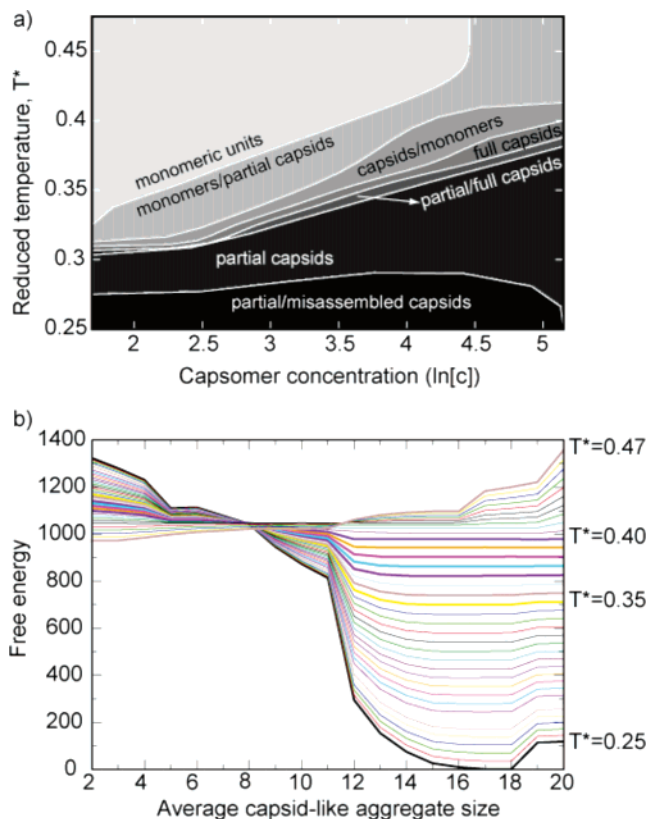 a)
0.45
0.4
0.35
0.3
0.25
Reduced temperature, T*
monomeric units
monomers/partial capsids
capsids/monomers
full capsids
partial/full capsids
partial capsids
partial/misassembled capsids
2 2.5 3 3.5 4 4.5 5
Capsomer concentration (ln[c])
b)
1400
1200
1000
800
600
400
200
0
Free energy
T*=0.47
T*=0.40
T*=0.35
T*=0.25
2 4 6 8 10 12 14 16 18 20
Average capsid-like aggregate size